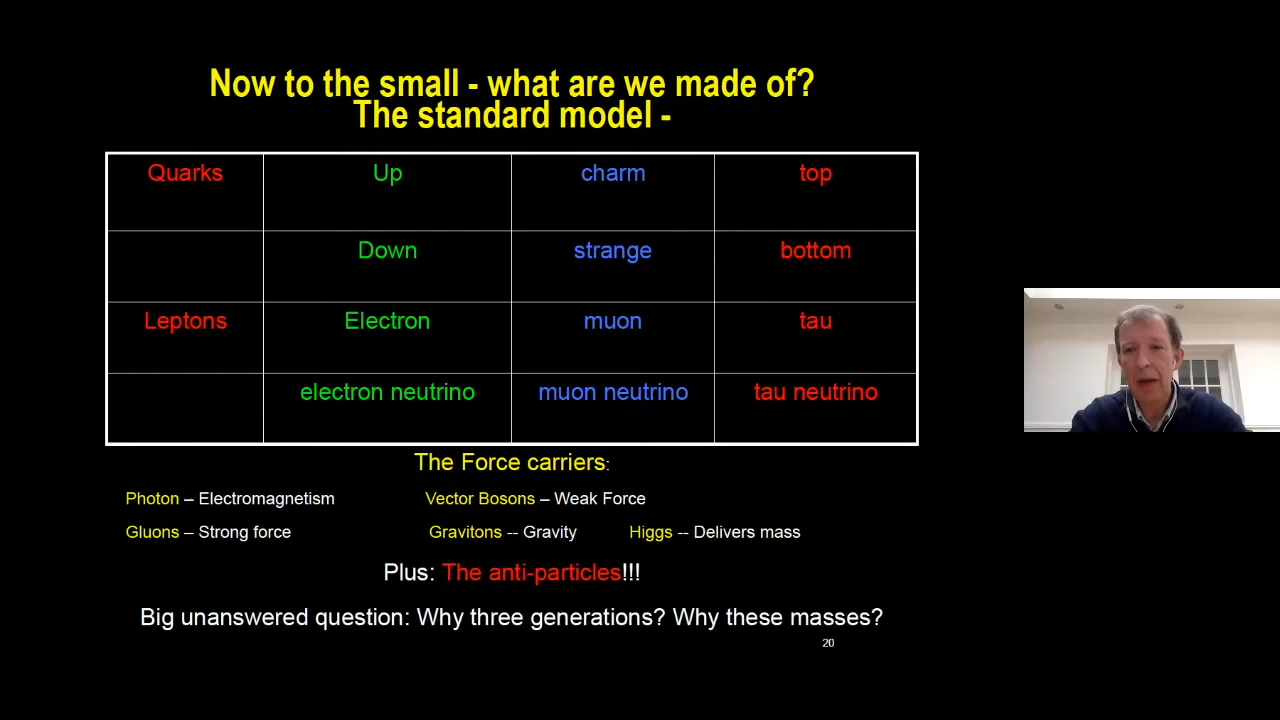 Now to the small - what are we made of?
The standard model -
Quarks Up charm top
Down strange bottom
Leptons Electron muon tau
electron neutrino muon neutrino tau neutrino
The Force carriers:
Photon – Electromagnetism Vector Bosons – Weak Force
Gluons – Strong force Gravitons -- Gravity Higgs -- Delivers mass
Plus: The anti-particles!!!
Big unanswered question: Why three generations? Why these masses?
20